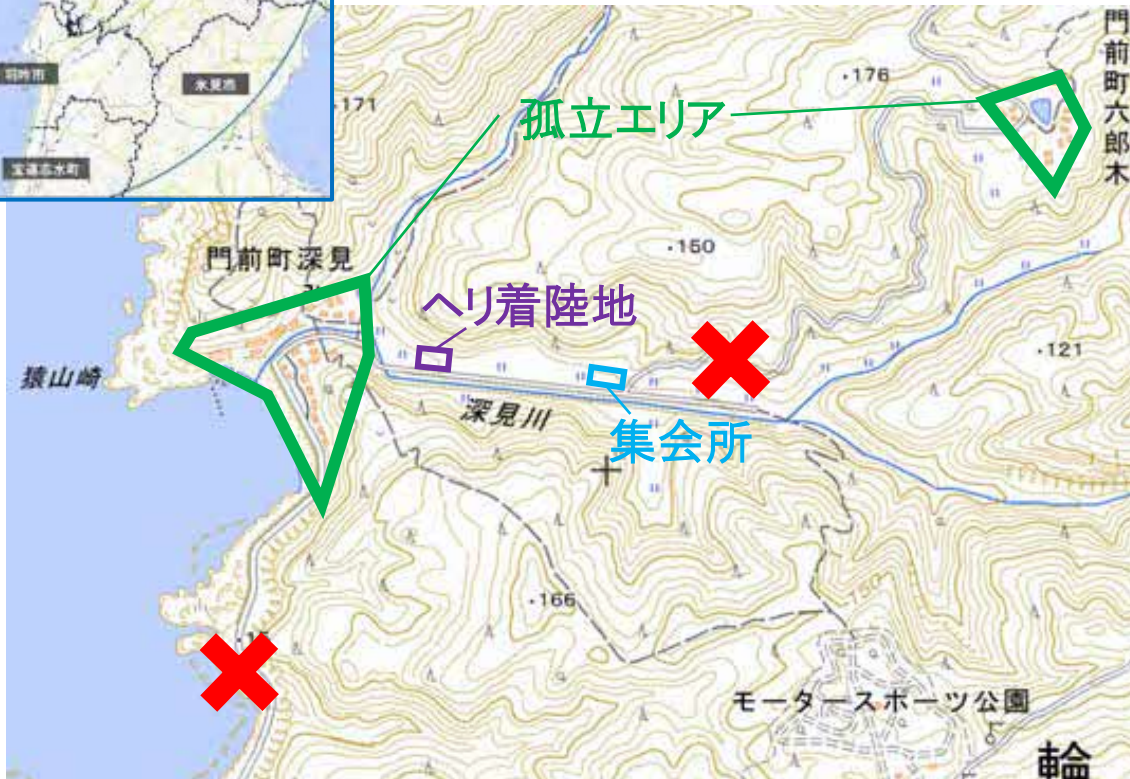 羽咋市
氷見市
宝達志水町
171
・176
門前町六郎木
孤立エリア
・150
門前町深見
ヘリ着陸地
・121
猿山崎
深見川
集会所
・166
150
モータースポーツ公園
輪